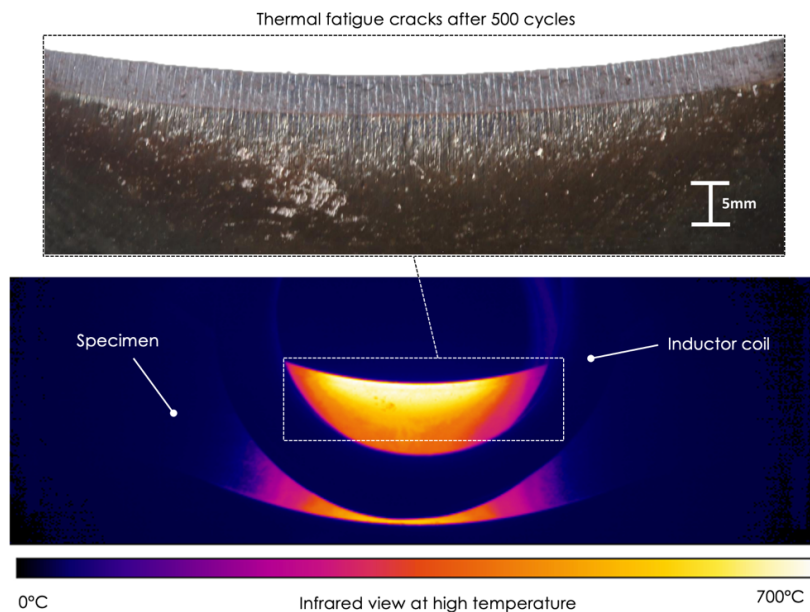 Thermal fatigue cracks after 500 cycles
5mm
Specimen
Inductor coil
0°C
Infrared view at high temperature
700°C